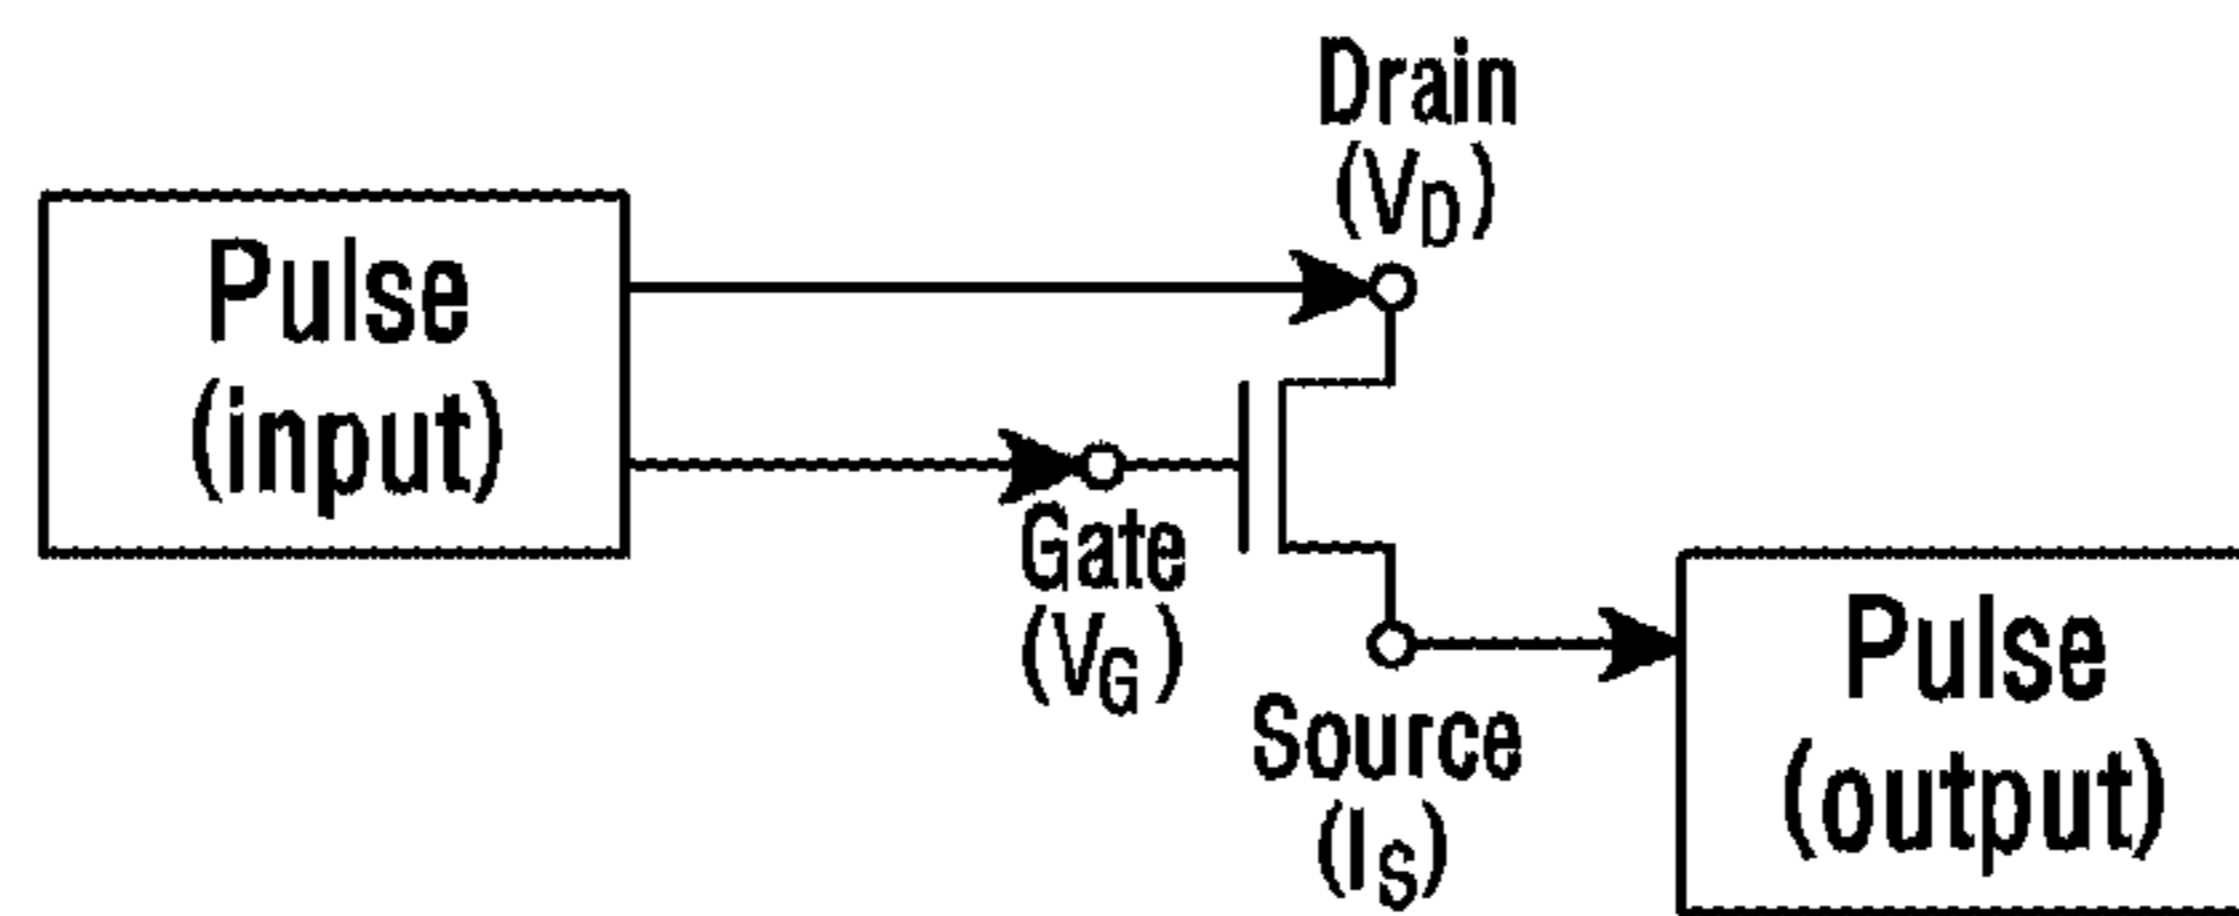 Drain
(VD)
Pulse
(input)
Gate
(VG)
Source
(IS)
Pulse
(output)